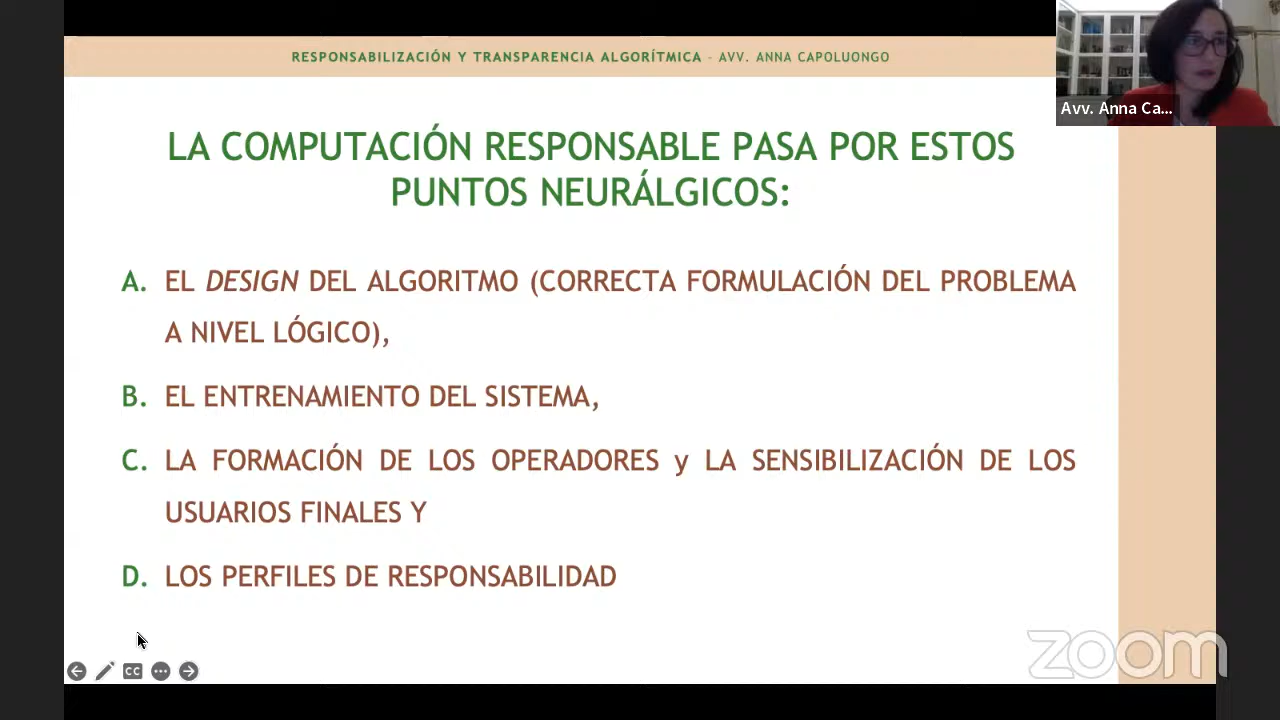 RESPONSABILIZACIÓN Y TRANSPARENCIA ALGORÍTMICA - AVV. ANNA CAPOLUONGO
Avv. Anna Ca...
LA COMPUTACIÓN RESPONSABLE PASA POR ESTOS
PUNTOS NEURÁLGICOS:
A. EL DESIGN DEL ALGORITMO (CORRECTA FORMULACIÓN DEL PROBLEMA
A NIVEL LÓGICO),
B. EL ENTRENAMIENTO DEL SISTEMA,
C. LA FORMACIÓN DE LOS OPERADORES y LA SENSIBILIZACIÓN DE LOS
USUARIOS FINALES Y
D. LOS PERFILES DE RESPONSABILIDAD
CC
zoom